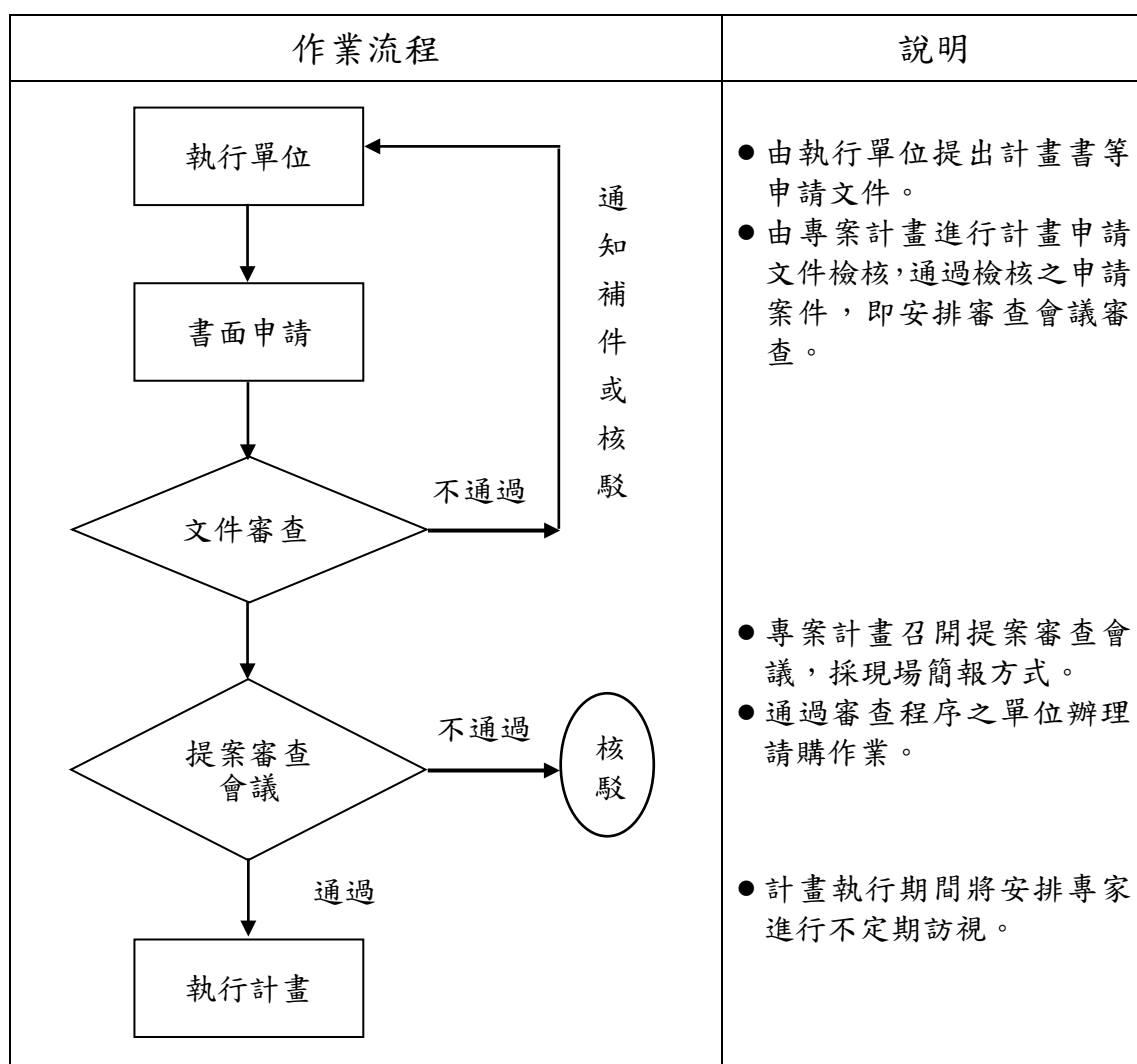 作業流程
說明
執行單位
書面申請
文件審查
不通過
通知補件或核駁
提案審查
會議
不通過
核駁
通過
執行計畫
●由執行單位提出計畫書等
申請文件。
●由專案計畫進行計畫申請
文件檢核，通過檢核之申請
案件，即安排審查會議審
查。
●專案計畫召開提案審查會
議，採現場簡報方式。
●通過審查程序之單位辦理
請購作業。
●計畫執行期間將安排專家
進行不定期訪視。